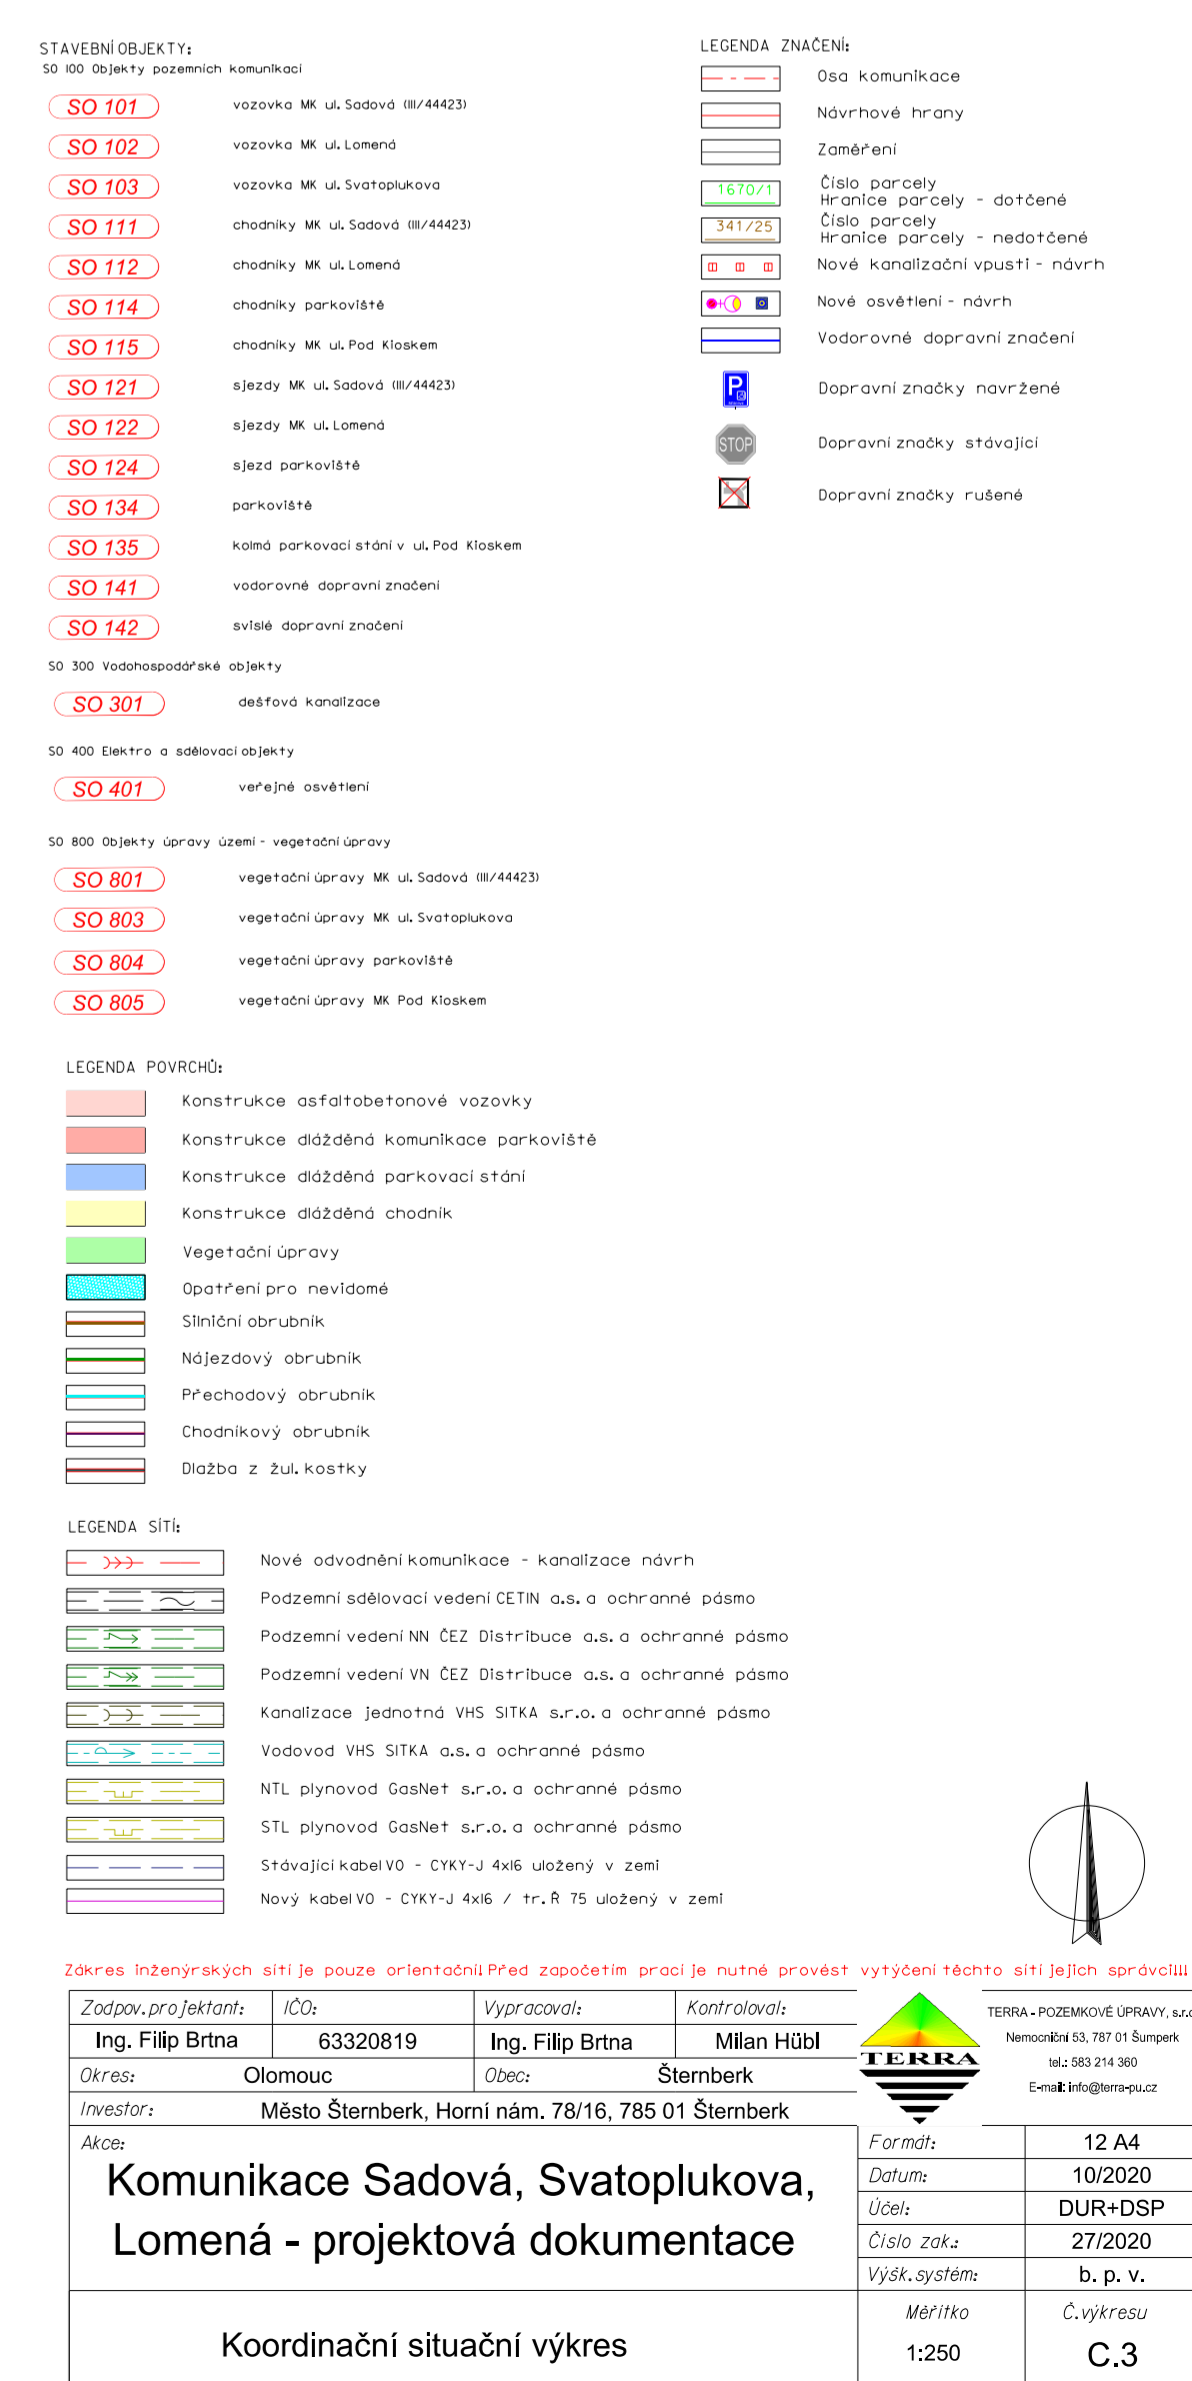 STAVEBNÍ OBJEKTY:
SO 100 Objekty pozemních komunikací
SO 101 vozovka MK ul. Sadová (III/44423)
SO 102 vozovka MK ul. Lomená
SO 103 vozovka MK ul. Svatoplukova
SO 111 chodníky MK ul. Sadová (III/44423)
SO 112 chodníky MK ul. Lomená
SO 114 chodníky parkoviště
SO 115 chodníky MK ul. Pod Kioskem
SO 121 sjezdy MK ul. Sadová (III/44423)
SO 122 sjezdy MK ul. Lomená
SO 124 sjezd parkoviště
SO 134 parkoviště
SO 135 kolmá parkovací stání v ul. Pod Kioskem
SO 141 vodorovné dopravní značení
SO 142 svislé dopravní značení
SO 300 Vodohospodářské objekty
SO 301 dešťová kanalizace
SO 400 Elektro a sdělovací objekty
SO 401 veřejné osvětlení
SO 800 Objekty úpravy území - vegetační úpravy
SO 801 vegetační úpravy MK ul. Sadová (III/44423)
SO 803 vegetační úpravy MK ul. Svatoplukova
SO 804 vegetační úpravy parkoviště
SO 805 vegetační úpravy MK Pod Kioskem
LEGENDA ZNAČENÍ:
Osa komunikace
Návrhové hrany
Zaměření
1670/1 Číslo parcely
Hranice parcely - dotčené
341/25 Číslo parcely
Hranice parcely - nedotčené
Nové kanalizační vpusti - návrh
Nové osvětlení - návrh
Vodorovné dopravní značení
P Dopravní značky navržené
STOP Dopravní značky stávající
Dopravní značky rušené
LEGENDA POVRCHŮ:
Konstrukce asfaltobetonové vozovky
Konstrukce dlážděná komunikace parkoviště
Konstrukce dlážděná parkovací stání
Konstrukce dlážděná chodník
Vegetační úpravy
Opatření pro nevidomé
Silniční obrubník
Nájezdový obrubník
Přechodový obrubník
Chodníkový obrubník
Dlažba z žul. kostky
LEGENDA SÍTÍ:
Nové odvodnění komunikace - kanalizace návrh
Podzemní sdělovací vedení CETIN a.s. a ochranné pásmo
Podzemní vedení NN ČEZ Distribuce a.s. a ochranné pásmo
Podzemní vedení VN ČEZ Distribuce a.s. a ochranné pásmo
Kanalizace jednotná VHS SITKA s.r.o. a ochranné pásmo
Vodovod VHS SITKA a.s. a ochranné pásmo
NTL plynovod GasNet s.r.o. a ochranné pásmo
STL plynovod GasNet s.r.o. a ochranné pásmo
Stávající kabel VO - CYKY-J 4x16 uložený v zemi
Nový kabel VO - CYKY-J 4x16 / tr. Ř 75 uložený v zemi
Zákres inženýrských sítí je pouze orientační! Před započetím prací je nutné provést vytýčení těchto sítí jejich správci!!!
Zodpov. projektant: IČO: Vypracoval: Kontroloval:
Ing. Filip Brtna 63320819 Ing. Filip Brtna Milan Hübl
Okres: Olomouc Obec: Šternberk
Investor: Město Šternberk, Horní nám. 78/16, 785 01 Šternberk
TERRA
TERRA - POZEMKOVÉ ÚPRAVY, s.r.o
Nemocniční 53, 787 01 Šumperk
tel.: 583 214 360
E-mail: info@terra-pu.cz
Akce:
Komunikace Sadová, Svatoplukova,
Lomená - projektová dokumentace
Formát: 12 A4
Datum: 10/2020
Účel: DUR+DSP
Číslo zak.: 27/2020
Výšk. systém: b. p. v.
Koordinační situační výkres
Měřítko Č. výkresu
1:250 C.3